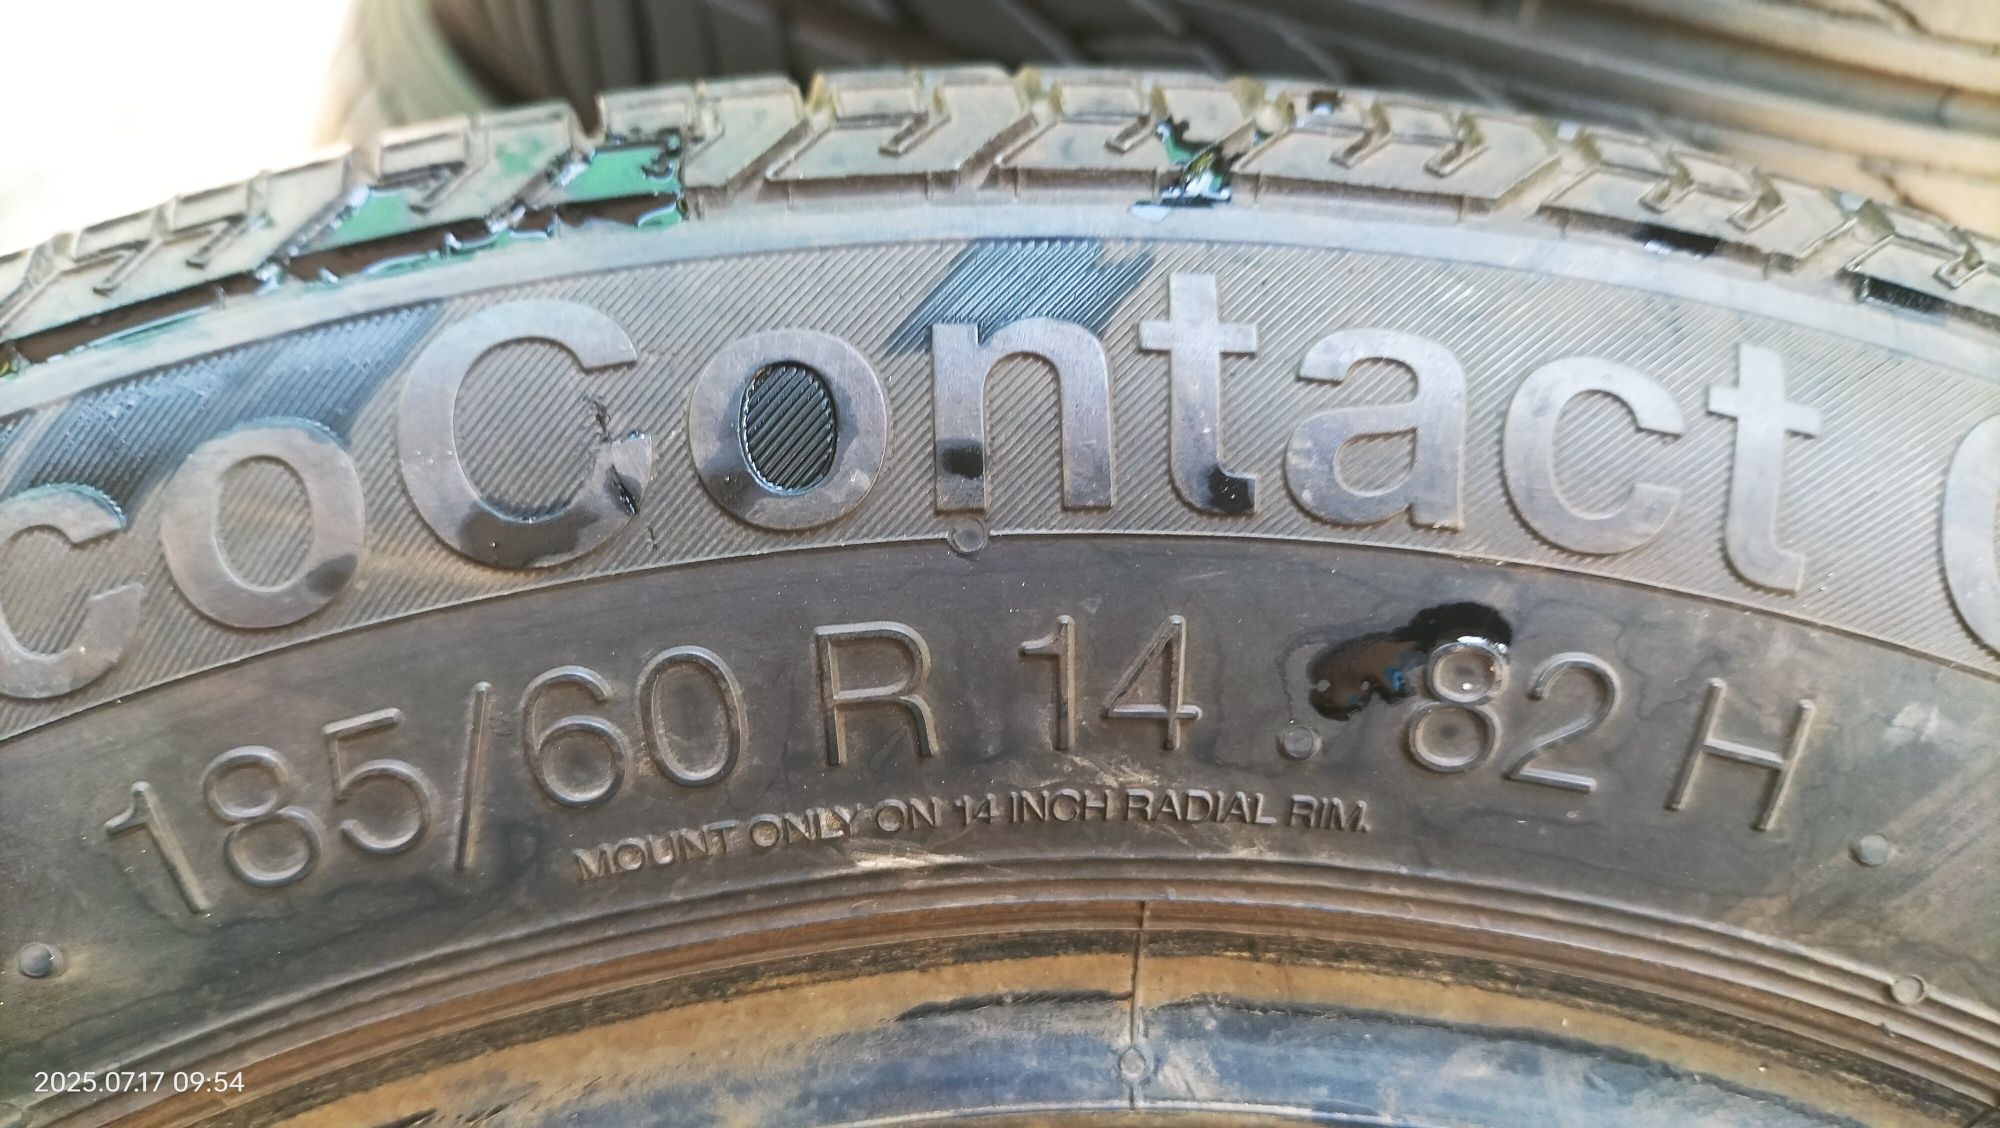 coContact
185/60 R 14 . 82 H
MOUNT ONLY ON 14 INCH RADIAL RIM.
2025.07.17 09:54